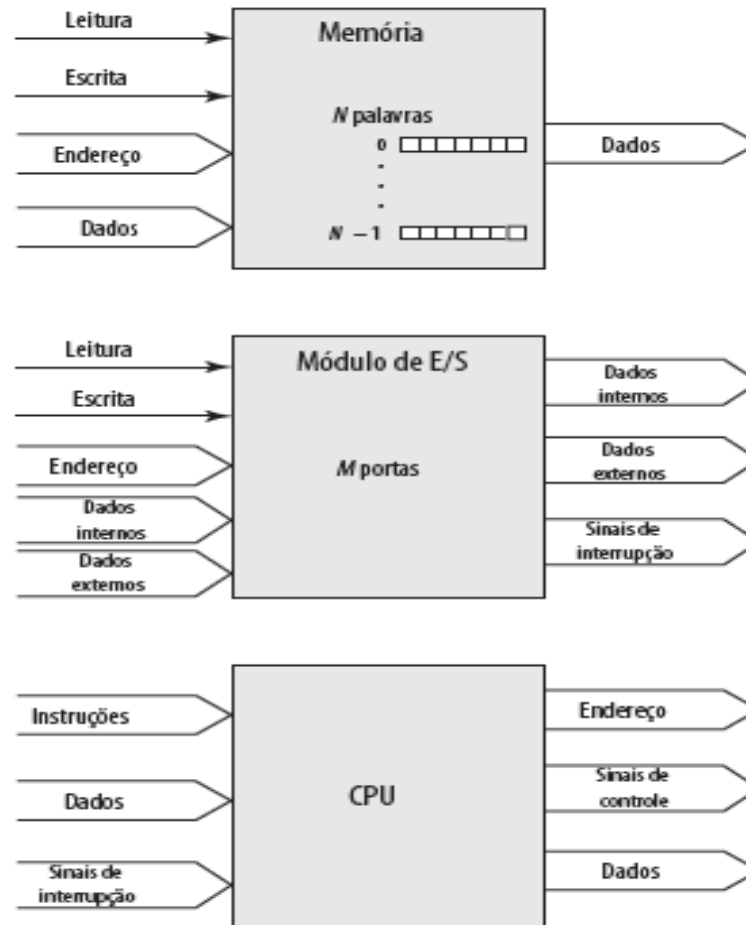 Leitura
Memória
Escrita
N palavras
Endereço
0
Dados
Dados
N – 1
Leitura
Módulo de E/S
Dados
internos
Escrita
Endereço
M portas
Dados
externos
Dados
internos
Sinais de
interrupção
Dados
externos
Instruções
Endereço
Dados
CPU
Sinais de
controle
Sinais de
interrupção
Dados